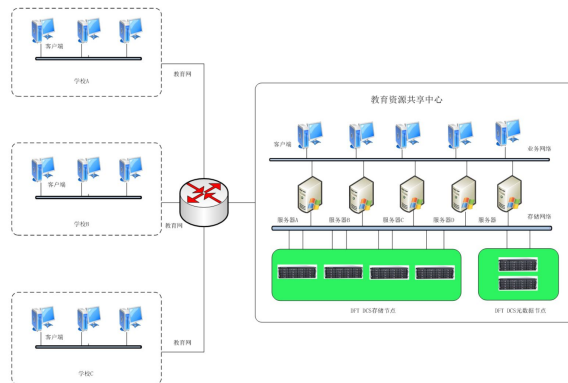 客户端
学校A
教育网
客户端
学校B
教育网
客户端
学校C
教育网
教育资源共享中心
客户端
业务网络
服务器A
服务器B
服务器C
服务器D
服务器
存储网络
DFT DCS存储节点
DFT DCS元数据节点